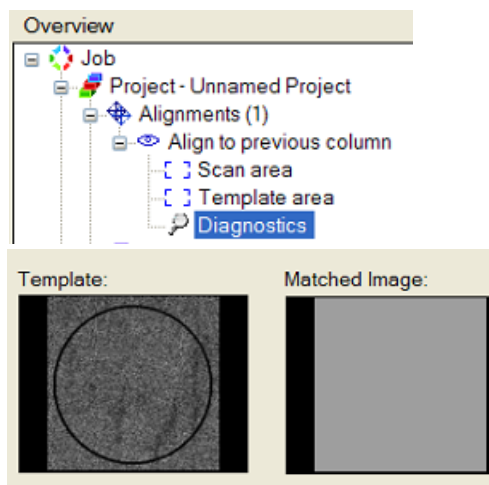 Overview
Job
Project - Unnamed Project
Alignments (1)
Align to previous column
Scan area
Template area
Diagnostics
Template: Matched Image: